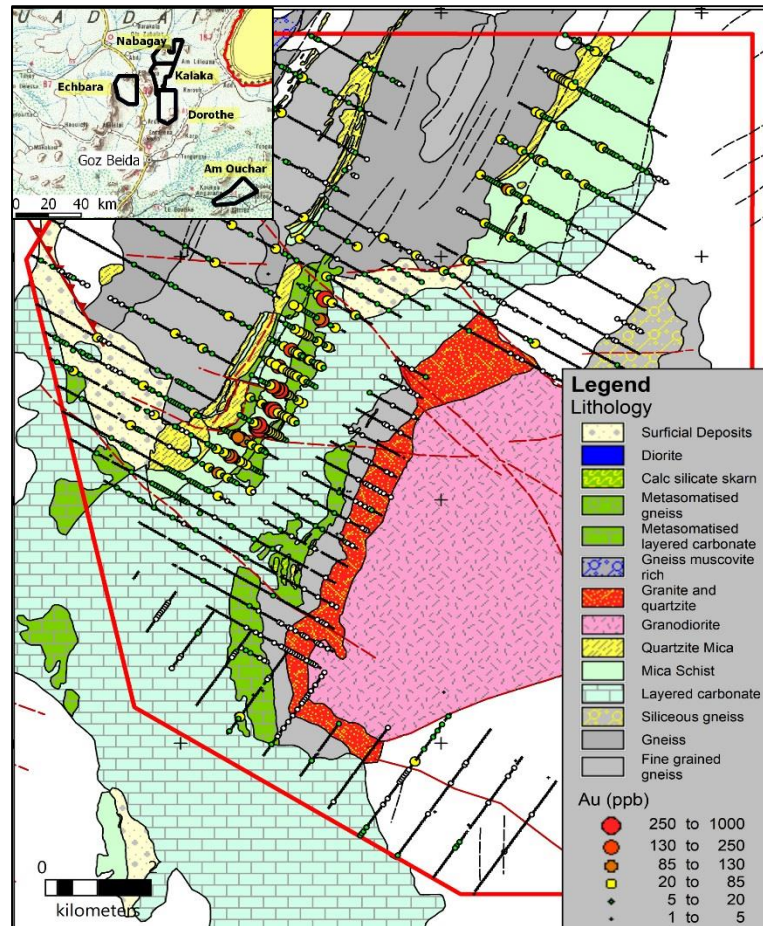 O U A D D A I
Nabagay
Kalaka
Echbara
Dorothe
Goz Beida
Am Ouchar
0 20 40 km
Legend
Lithology
Surficial Deposits
Diorite
Calc silicate skarn
Metasomatised
gneiss
Metasomatised
layered carbonate
Gneiss muscovite
rich
Granite and
quartzite
Granodiorite
Quartzite Mica
Mica Schist
Layered carbonate
Siliceous gneiss
Gneiss
Fine grained
gneiss
Au (ppb)
250 to 1000
130 to 250
85 to 130
20 to 85
5 to 20
1 to 5
0 2
kilometers